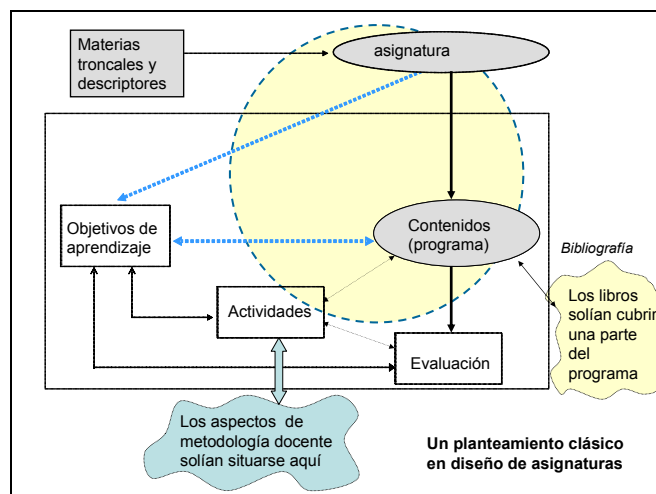 Materias
troncales y
descriptores
asignatura
Objetivos de
aprendizaje
Contenidos
(programa)
Bibliografía
Los libros
solían cubrir
una parte
del
programa
Actividades
Evaluación
Los aspectos de
metodología docente
solían situarse aquí
Un planteamiento clásico
en diseño de asignaturas